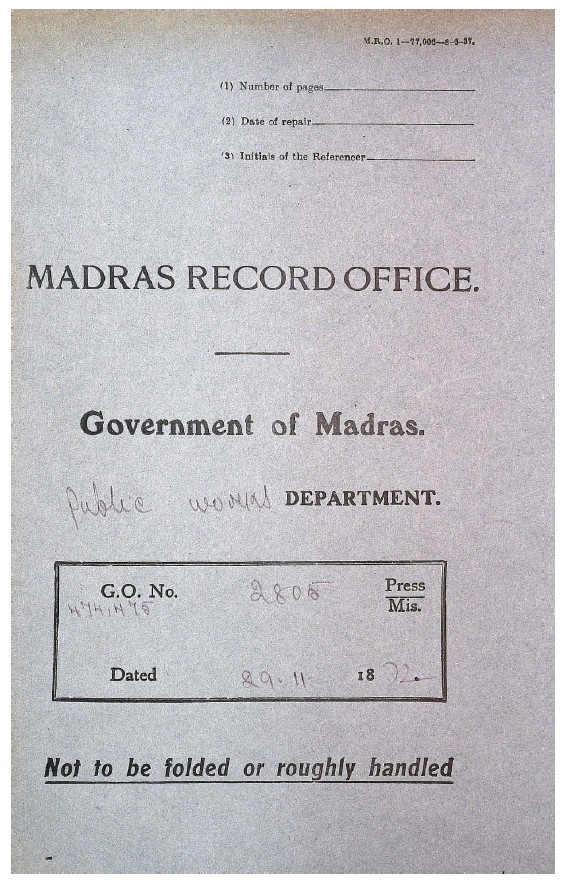 M.R.O. 1—77,005—8-6-37.
(1) Number of pages
(2) Date of repair
(3) Initials of the Referencer
MADRAS RECORD OFFICE.
Government of Madras.
Public works DEPARTMENT.
G.O. No. 2805 Press
474,475 Mis.
Dated 29.11 1872.
Not to be folded or roughly handled